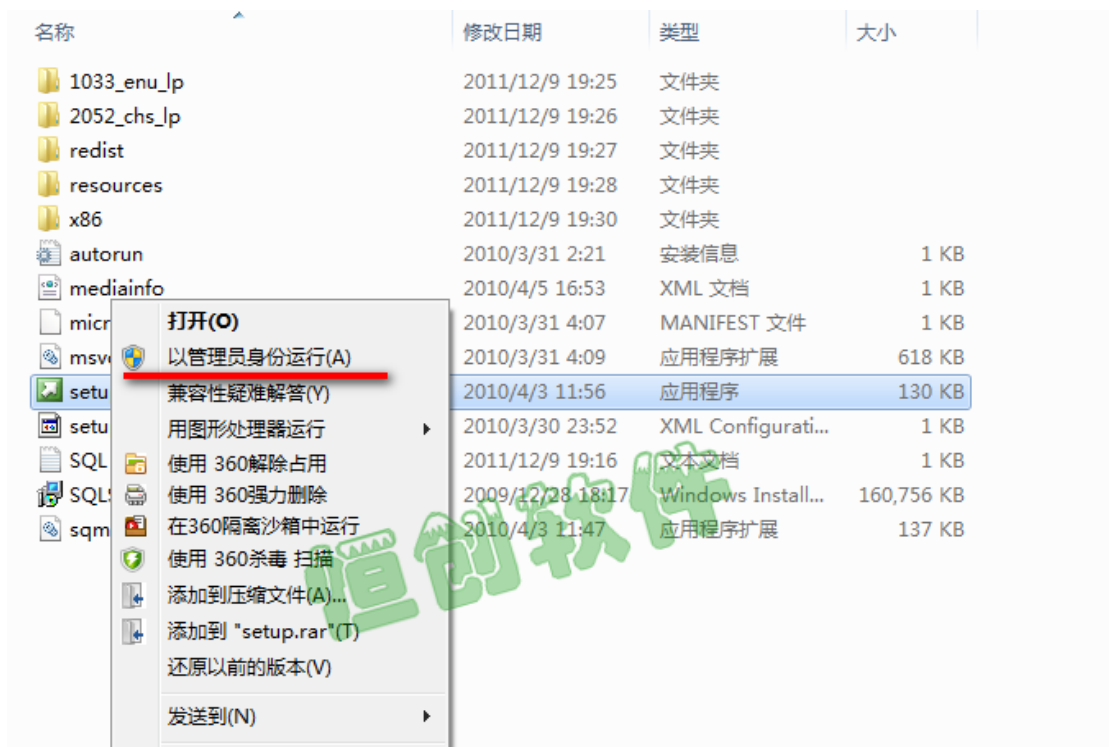 名称 修改日期 类型 大小
1033_enu_lp 2011/12/9 19:25 文件夹
2052_chs_lp 2011/12/9 19:26 文件夹
redist 2011/12/9 19:27 文件夹
resources 2011/12/9 19:28 文件夹
x86 2011/12/9 19:30 文件夹
autorun 2010/3/31 2:21 安装信息 1 KB
mediainfo 2010/4/5 16:53 XML 文档 1 KB
micr 打开(O) 2010/3/31 4:07 MANIFEST 文件 1 KB
msv 以管理员身份运行(A) 2010/3/31 4:09 应用程序扩展 618 KB
setu 兼容性疑难解答(Y) 2010/4/3 11:56 应用程序 130 KB
setu 用图形处理器运行 2010/3/30 23:52 XML Configurati... 1 KB
SQL 使用 360解除占用 2011/12/9 19:16 文本文档 1 KB
SQL 使用 360强力删除 2009/12/28 18:17 Windows Install... 160,756 KB
sqm 在360隔离沙箱中运行 2010/4/3 11:47 应用程序扩展 137 KB
使用 360杀毒 扫描
添加到压缩文件(A)...
添加到 "setup.rar"(T)
还原以前的版本(V)
发送到(N)
恒创软件